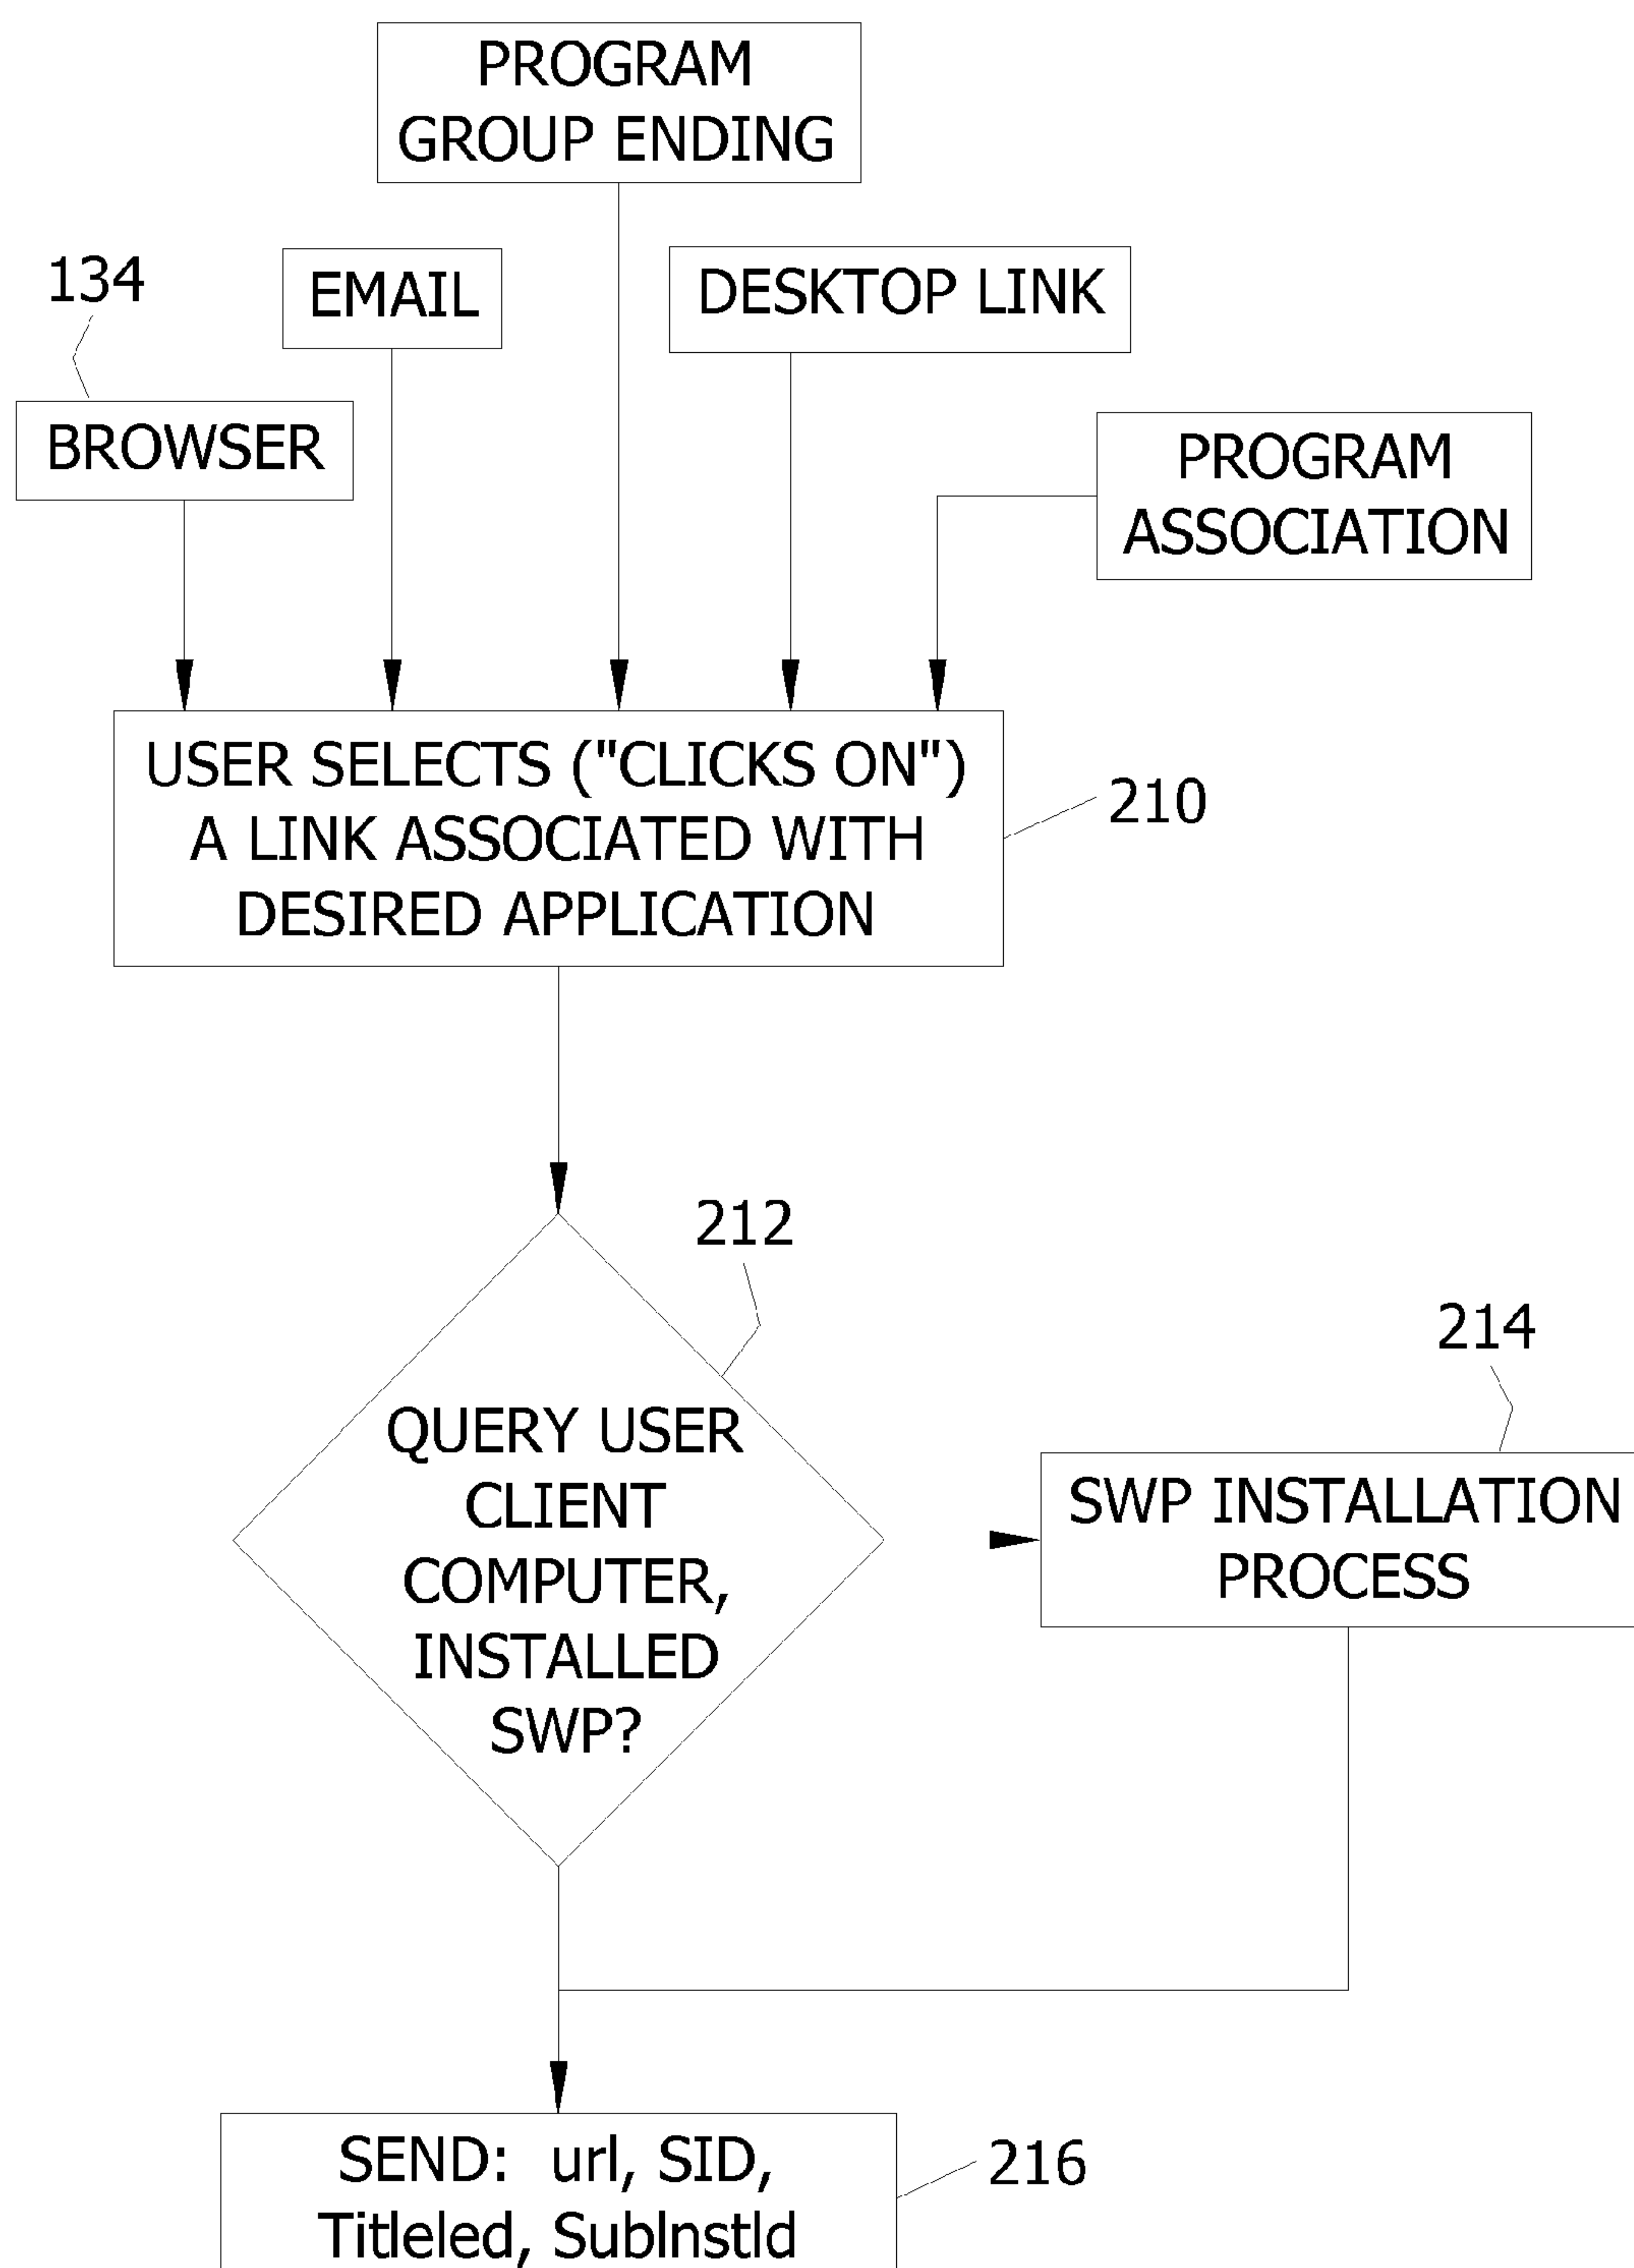 PROGRAM
GROUP ENDING
134
EMAIL
DESKTOP LINK
BROWSER
PROGRAM
ASSOCIATION
USER SELECTS ("CLICKS ON")
A LINK ASSOCIATED WITH
DESIRED APPLICATION
210
212
QUERY USER
CLIENT
COMPUTER,
INSTALLED
SWP?
214
SWP INSTALLATION
PROCESS
SEND: url, SID,
Titleled, SubInstId
216